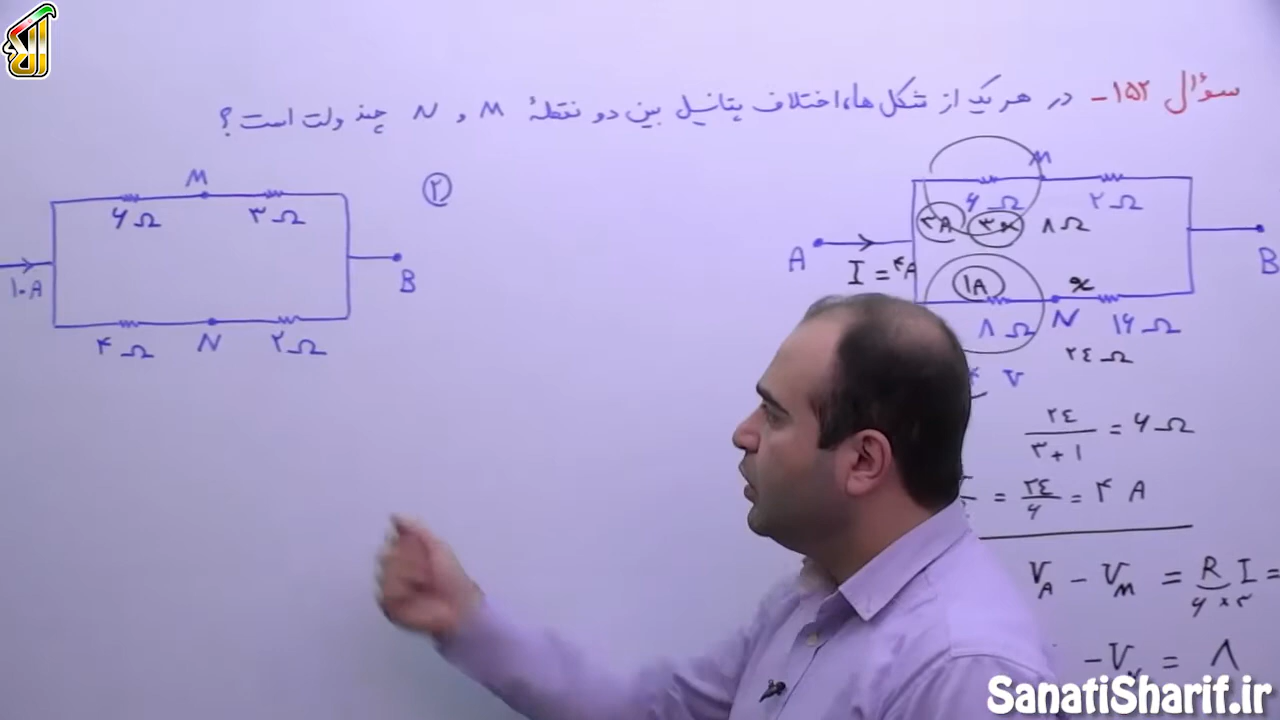 سؤال ۱۵۲ - در هر یک از شکل ها، اختلاف پتانسیل بین دو نقطهٔ M و N چند ولت است؟
M
۶Ω
۲Ω
۳A
۳x
۸Ω
A
I = ۴A
B
۱A
x
۸Ω
N
۱۶Ω
۲۴Ω
V
۲۴ / ۳+۱ = ۶Ω
= ۲۴ / ۶ = ۴ A
V_A - V_M = R I =
۶ × ۳
- V = ۸
۲
M
۶Ω
۳Ω
۱۰A
B
۴Ω
N
۲Ω
SanatiSharif.ir